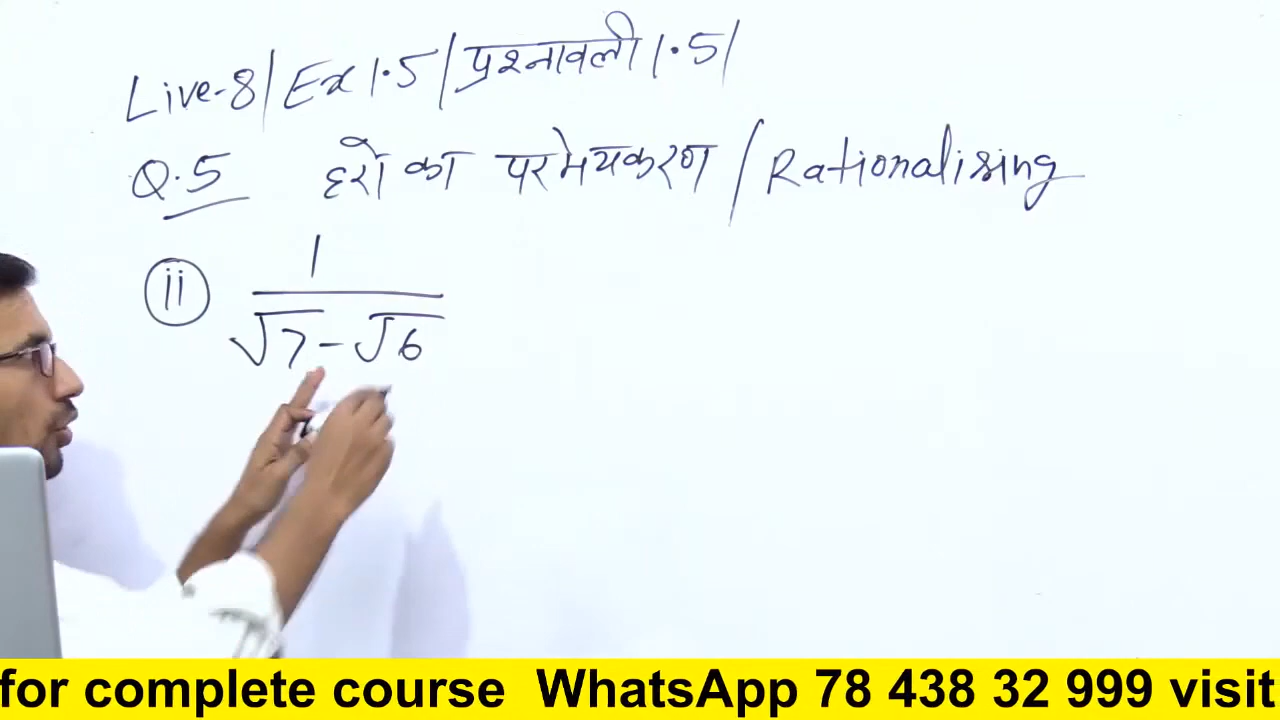 Live-8| Ex 1.5 | प्रश्नावली 1.5 |
Q.5 हरो का परमेयकरण / Rationalising
ii 1
√7-√6
for complete course WhatsApp 78 438 32 999 visit